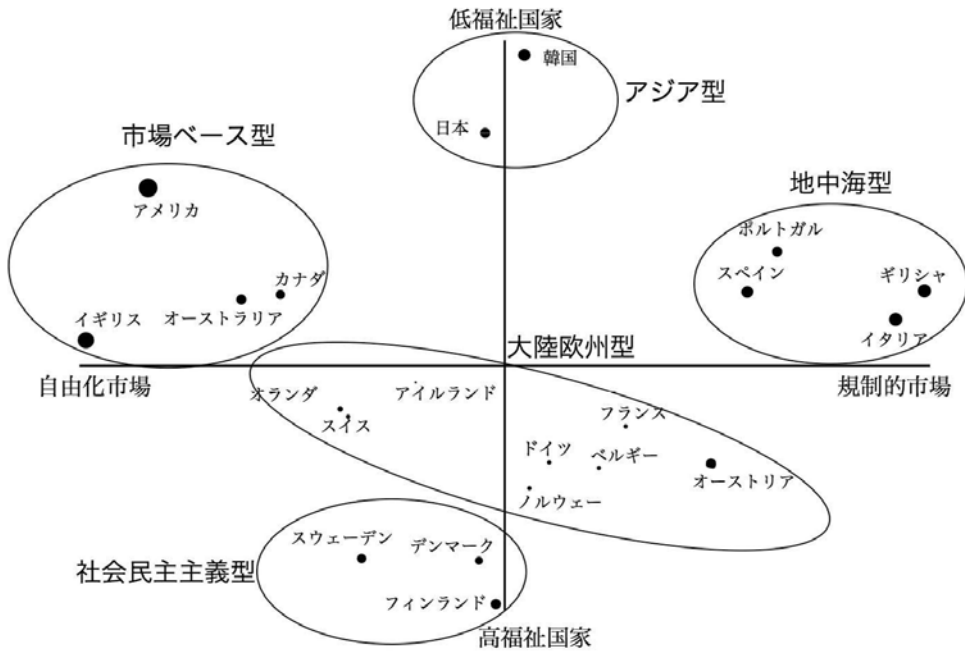 低福祉国家
韓国
アジア型
日本
市場ベース型
アメリカ
地中海型
ポルトガル
カナダ
スペイン
ギリシャ
イギリス
オーストラリア
イタリア
大陸欧州型
自由化市場
規制的市場
オランダ
アイルランド
スイス
フランス
ドイツ
ベルギー
オーストリア
ノルウェー
スウェーデン
デンマーク
社会民主主義型
フィンランド
高福祉国家